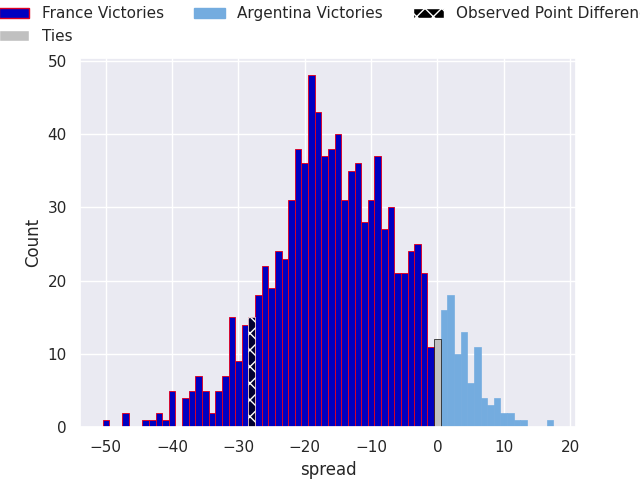 France Victories
Argentina Victories
Observed Point Differen
Ties
50
40
30
20
10
0
Count
−50
−40
−30
−20
−10
0
10
20
spread